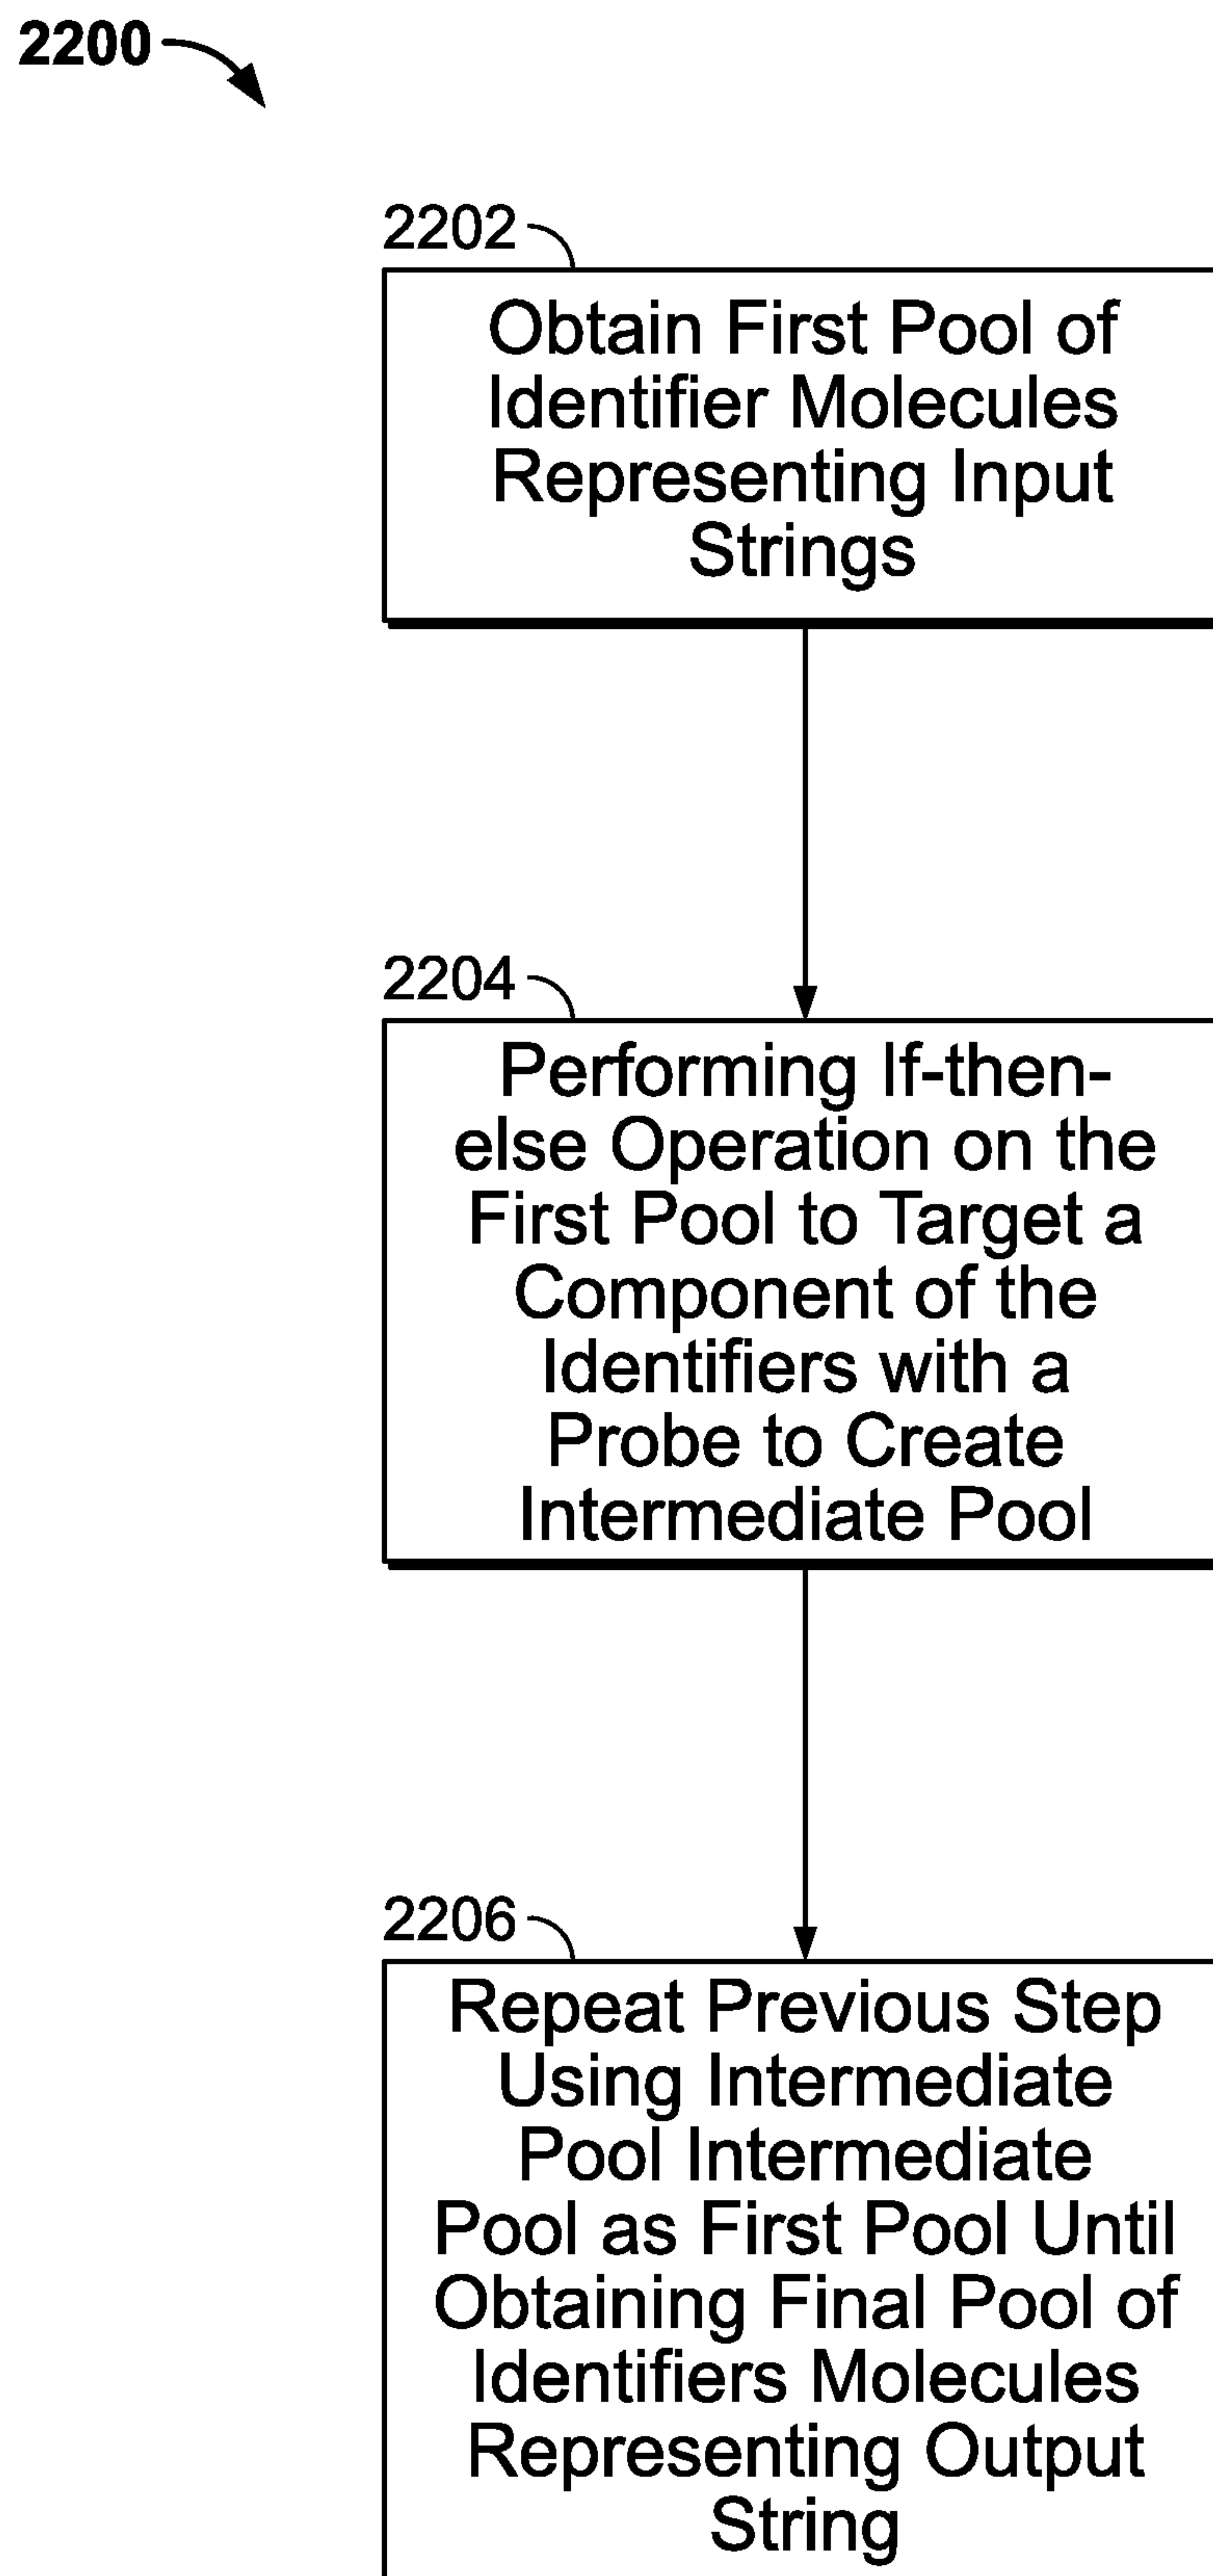 2200
2202
Obtain First Pool of
Identifier Molecules
Representing Input
Strings
2204
Performing If-then-
else Operation on the
First Pool to Target a
Component of the
Identifiers with a
Probe to Create
Intermediate Pool
2206
Repeat Previous Step
Using Intermediate
Pool Intermediate
Pool as First Pool Until
Obtaining Final Pool of
Identifiers Molecules
Representing Output
String